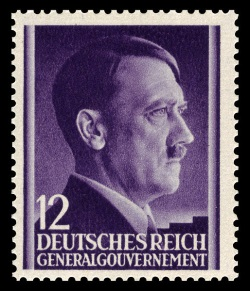 12
DEUTSCHES REICH
GENERALGOUVERNEMENT